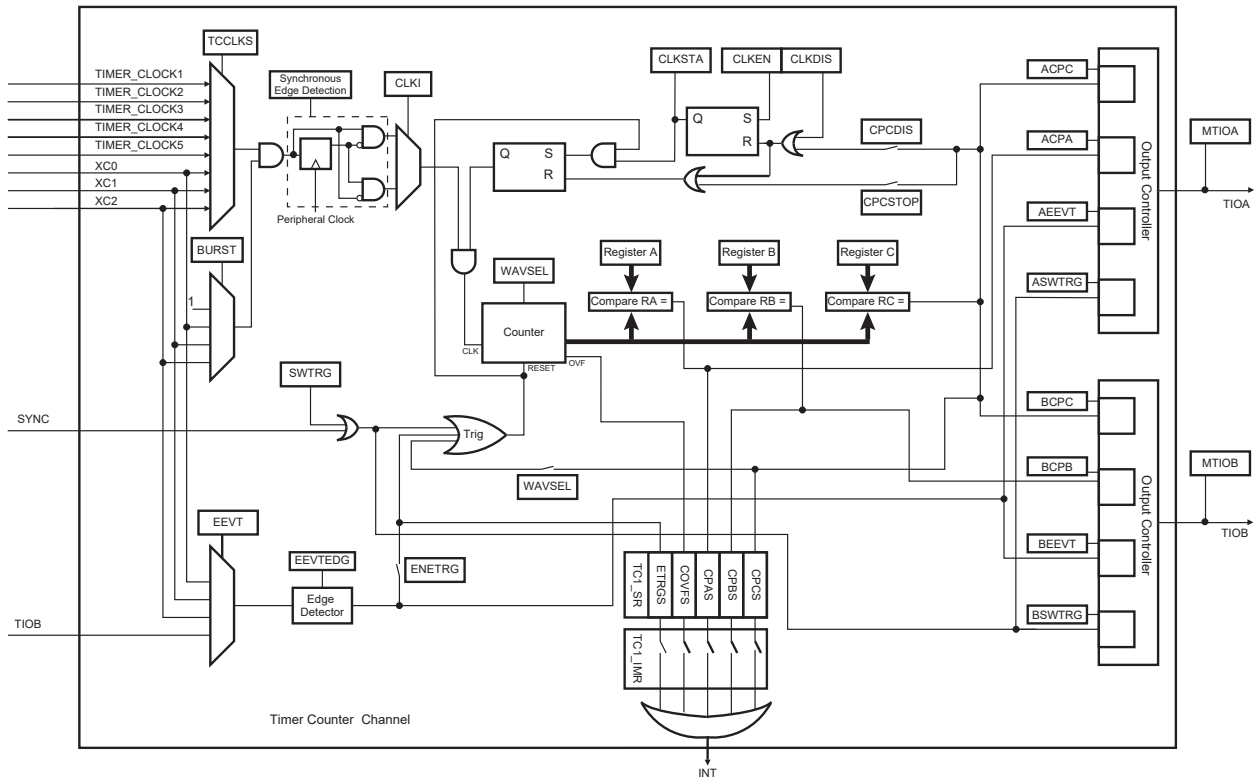 TCCLKS
TIMER_CLOCK1
TIMER_CLOCK2
TIMER_CLOCK3
TIMER_CLOCK4
TIMER_CLOCK5
XC0
XC1
XC2
Synchronous
Edge Detection
CLKI
Peripheral Clock
BURST
1
CLKSTA
CLKEN
CLKDIS
Q
S
R
Q
S
R
CPCDIS
CPCSTOP
ACPC
ACPA
AEEVT
ASWTRG
Output Controller
MTIOA
TIOA
Register A
Register B
Register C
Compare RA =
Compare RB =
Compare RC =
WAVSEL
Counter
CLK
RESET
OVF
SWTRG
SYNC
Trig
WAVSEL
BCPC
BCPB
BEEVT
BSWTRG
Output Controller
MTIOB
TIOB
EEVT
EEVTEDG
Edge
Detector
ENETRG
TIOB
TC1_SR
ETRGS
COVFS
CPAS
CPBS
CPCS
TC1_IMR
Timer Counter Channel
INT